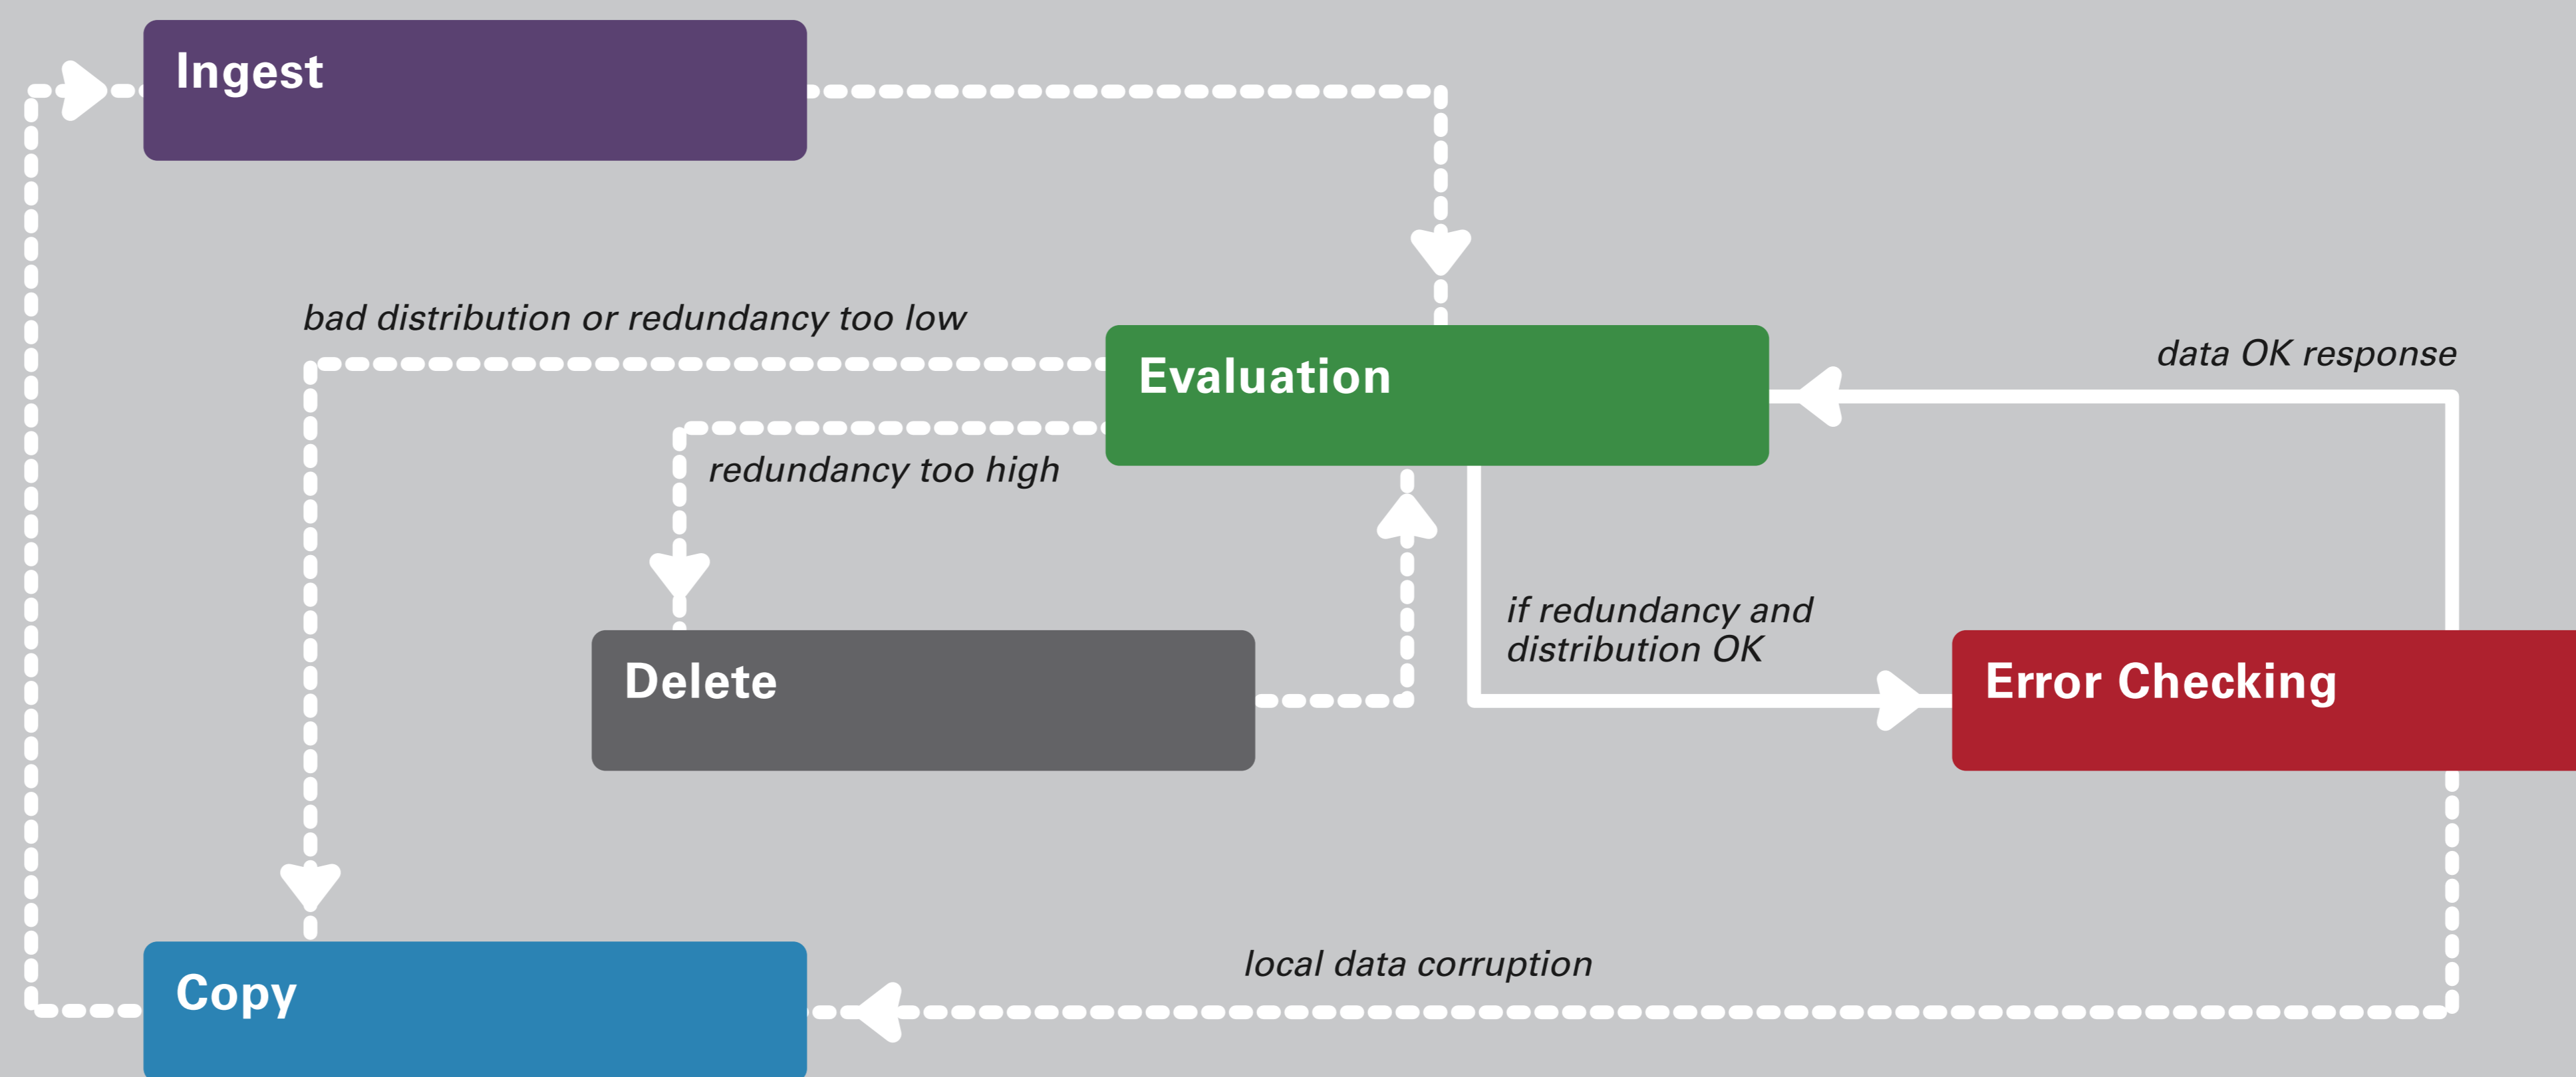 Ingest
bad distribution or redundancy too low
Evaluation
data OK response
redundancy too high
if redundancy and
distribution OK
Delete
Error Checking
local data corruption
Copy